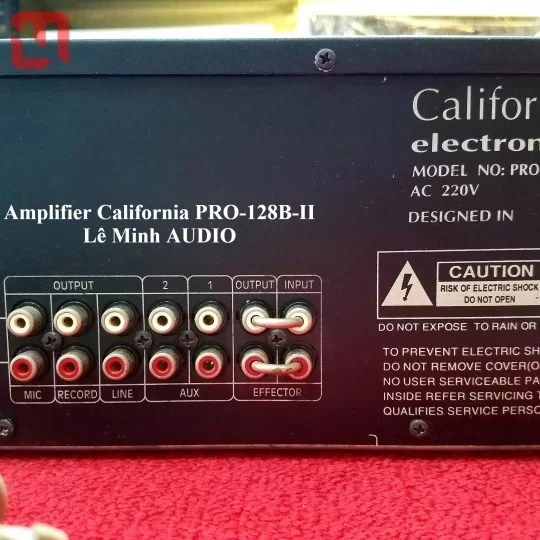 Califor
electron
MODEL NO: PRO
AC 220V
DESIGNED IN
Amplifier California PRO-128B-II
Lê Minh AUDIO
OUTPUT 2 1 OUTPUT INPUT
MIC RECORD LINE AUX EFFECTOR
CAUTION
RISK OF ELECTRIC SHOCK
DO NOT OPEN
DO NOT EXPOSE TO RAIN OR
TO PREVENT ELECTRIC SH
DO NOT REMOVE COVER(O
NO USER SERVICEABLE PA
INSIDE REFER SERVICING T
QUALIFIES SERVICE PERSO